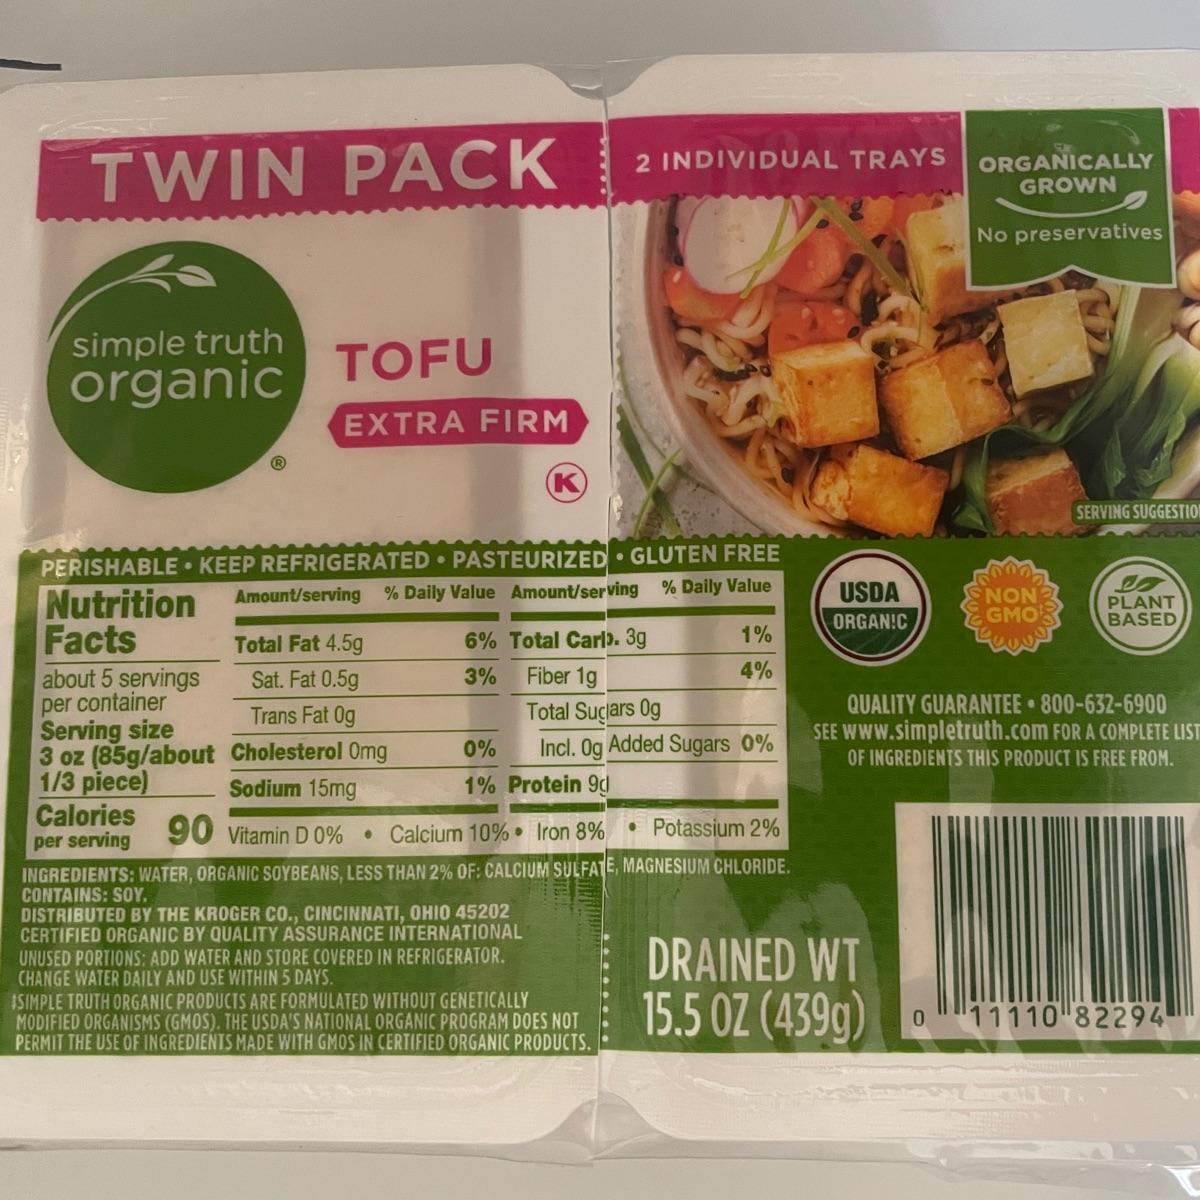 TWIN PACK
2 INDIVIDUAL TRAYS
ORGANICALLY
GROWN
No preservatives
simple truth
organic
®
TOFU
EXTRA FIRM
K
SERVING SUGGESTIO
PERISHABLE • KEEP REFRIGERATED • PASTEURIZED • GLUTEN FREE
Nutrition
Facts
about 5 servings
per container
Serving size
3 oz (85g/about
1/3 piece)
Calories
per serving 90
Amount/serving % Daily Value
Total Fat 4.5g 6%
Sat. Fat 0.5g 3%
Trans Fat 0g
Cholesterol 0mg 0%
Sodium 15mg 1%
Amount/serving % Daily Value
Total Carb. 3g 1%
Fiber 1g 4%
Total Sugars 0g
Incl. 0g Added Sugars 0%
Protein 9g
Vitamin D 0% • Calcium 10% • Iron 8% • Potassium 2%
INGREDIENTS: WATER, ORGANIC SOYBEANS, LESS THAN 2% OF: CALCIUM SULFATE, MAGNESIUM CHLORIDE.
CONTAINS: SOY.
DISTRIBUTED BY THE KROGER CO., CINCINNATI, OHIO 45202
CERTIFIED ORGANIC BY QUALITY ASSURANCE INTERNATIONAL
UNUSED PORTIONS: ADD WATER AND STORE COVERED IN REFRIGERATOR.
CHANGE WATER DAILY AND USE WITHIN 5 DAYS.
‡SIMPLE TRUTH ORGANIC PRODUCTS ARE FORMULATED WITHOUT GENETICALLY
MODIFIED ORGANISMS (GMOS). THE USDA'S NATIONAL ORGANIC PROGRAM DOES NOT
PERMIT THE USE OF INGREDIENTS MADE WITH GMOS IN CERTIFIED ORGANIC PRODUCTS.
USDA
ORGANIC
NON
GMO‡
PLANT
BASED
QUALITY GUARANTEE • 800-632-6900
SEE www.simpletruth.com FOR A COMPLETE LIST
OF INGREDIENTS THIS PRODUCT IS FREE FROM.
DRAINED WT
15.5 OZ (439g)
0 11110 82294